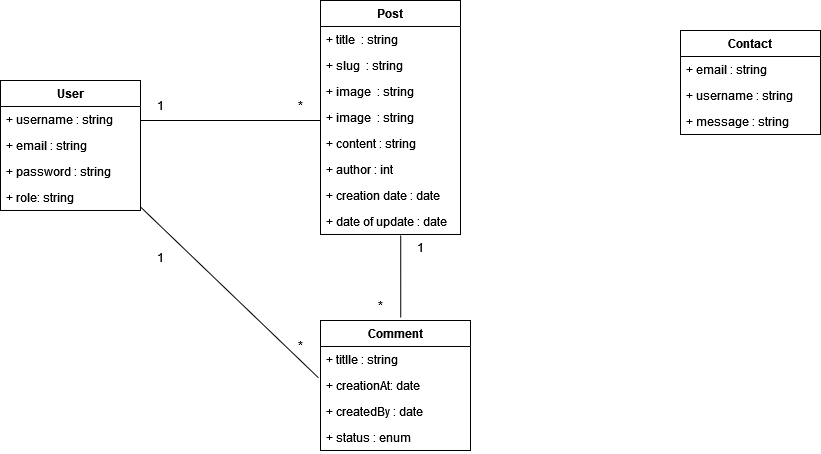 Post
+ title : string
+ slug : string
+ image : string
+ image : string
+ content : string
+ author : int
+ creation date : date
+ date of update : date
Contact
+ email : string
+ username : string
+ message : string
User
+ username : string
+ email : string
+ password : string
+ role: string
1
*
1
*
1
*
Comment
+ titlle : string
+ creationAt: date
+ createdBy : date
+ status : enum